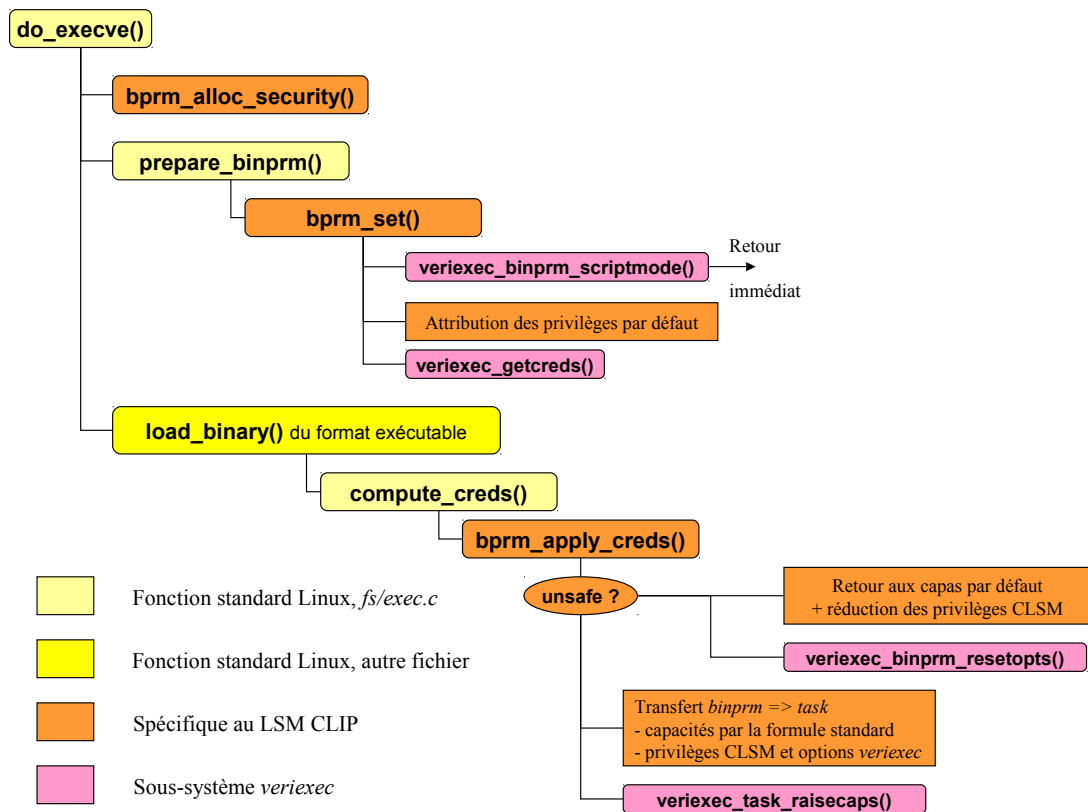 do_execve()
bprm_alloc_security()
prepare_binprm()
bprm_set()
Retour
veriexec_binprm_scriptmode()
immédiat
Attribution des privilèges par défaut
veriexec_getcreds()
load_binary() du format exécutable
compute_creds()
bprm_apply_creds()
unsafe ?
Retour aux capas par défaut
+ réduction des privilèges CLSM
veriexec_binprm_resetopts()
Transfert binprm => task
- capacités par la formule standard
- privilèges CLSM et options veriexec
veriexec_task_raisecaps()
Fonction standard Linux, fs/exec.c
Fonction standard Linux, autre fichier
Spécifique au LSM CLIP
Sous-système veriexec